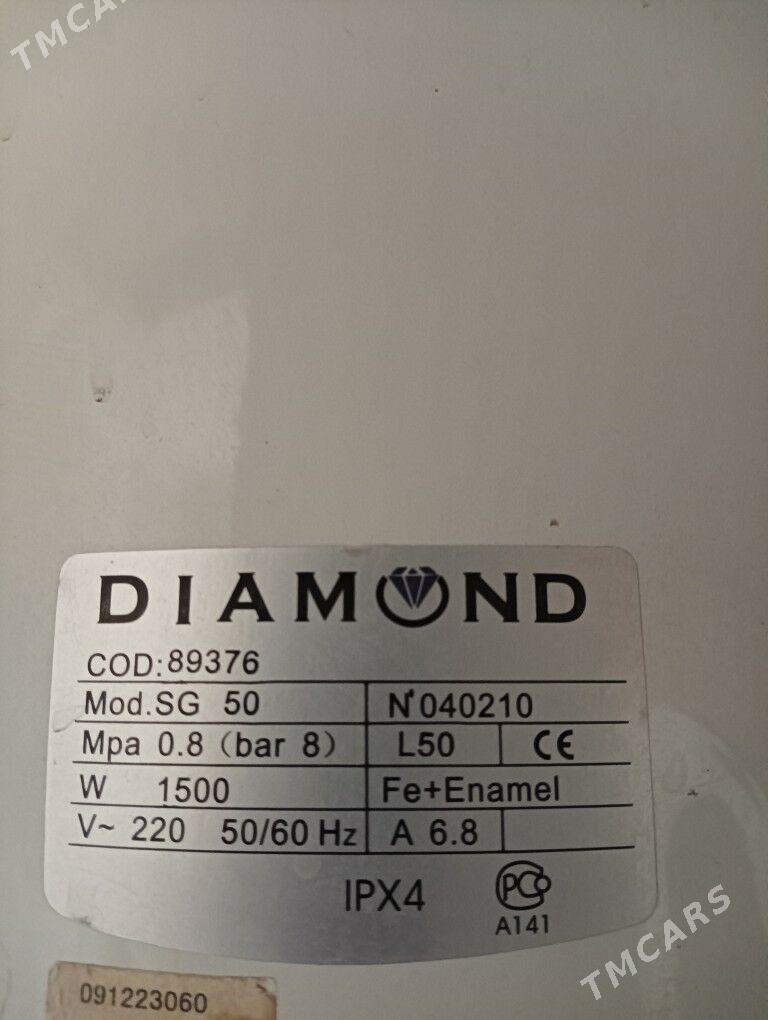 TMCARS
DIAMOND
COD:89376
Mod.SG 50 N°040210
Mpa 0.8 (bar 8) L50 CE
W 1500 Fe+Enamel
V~ 220 50/60 Hz A 6.8
IPX4 PC
A141
TMCARS
091223060